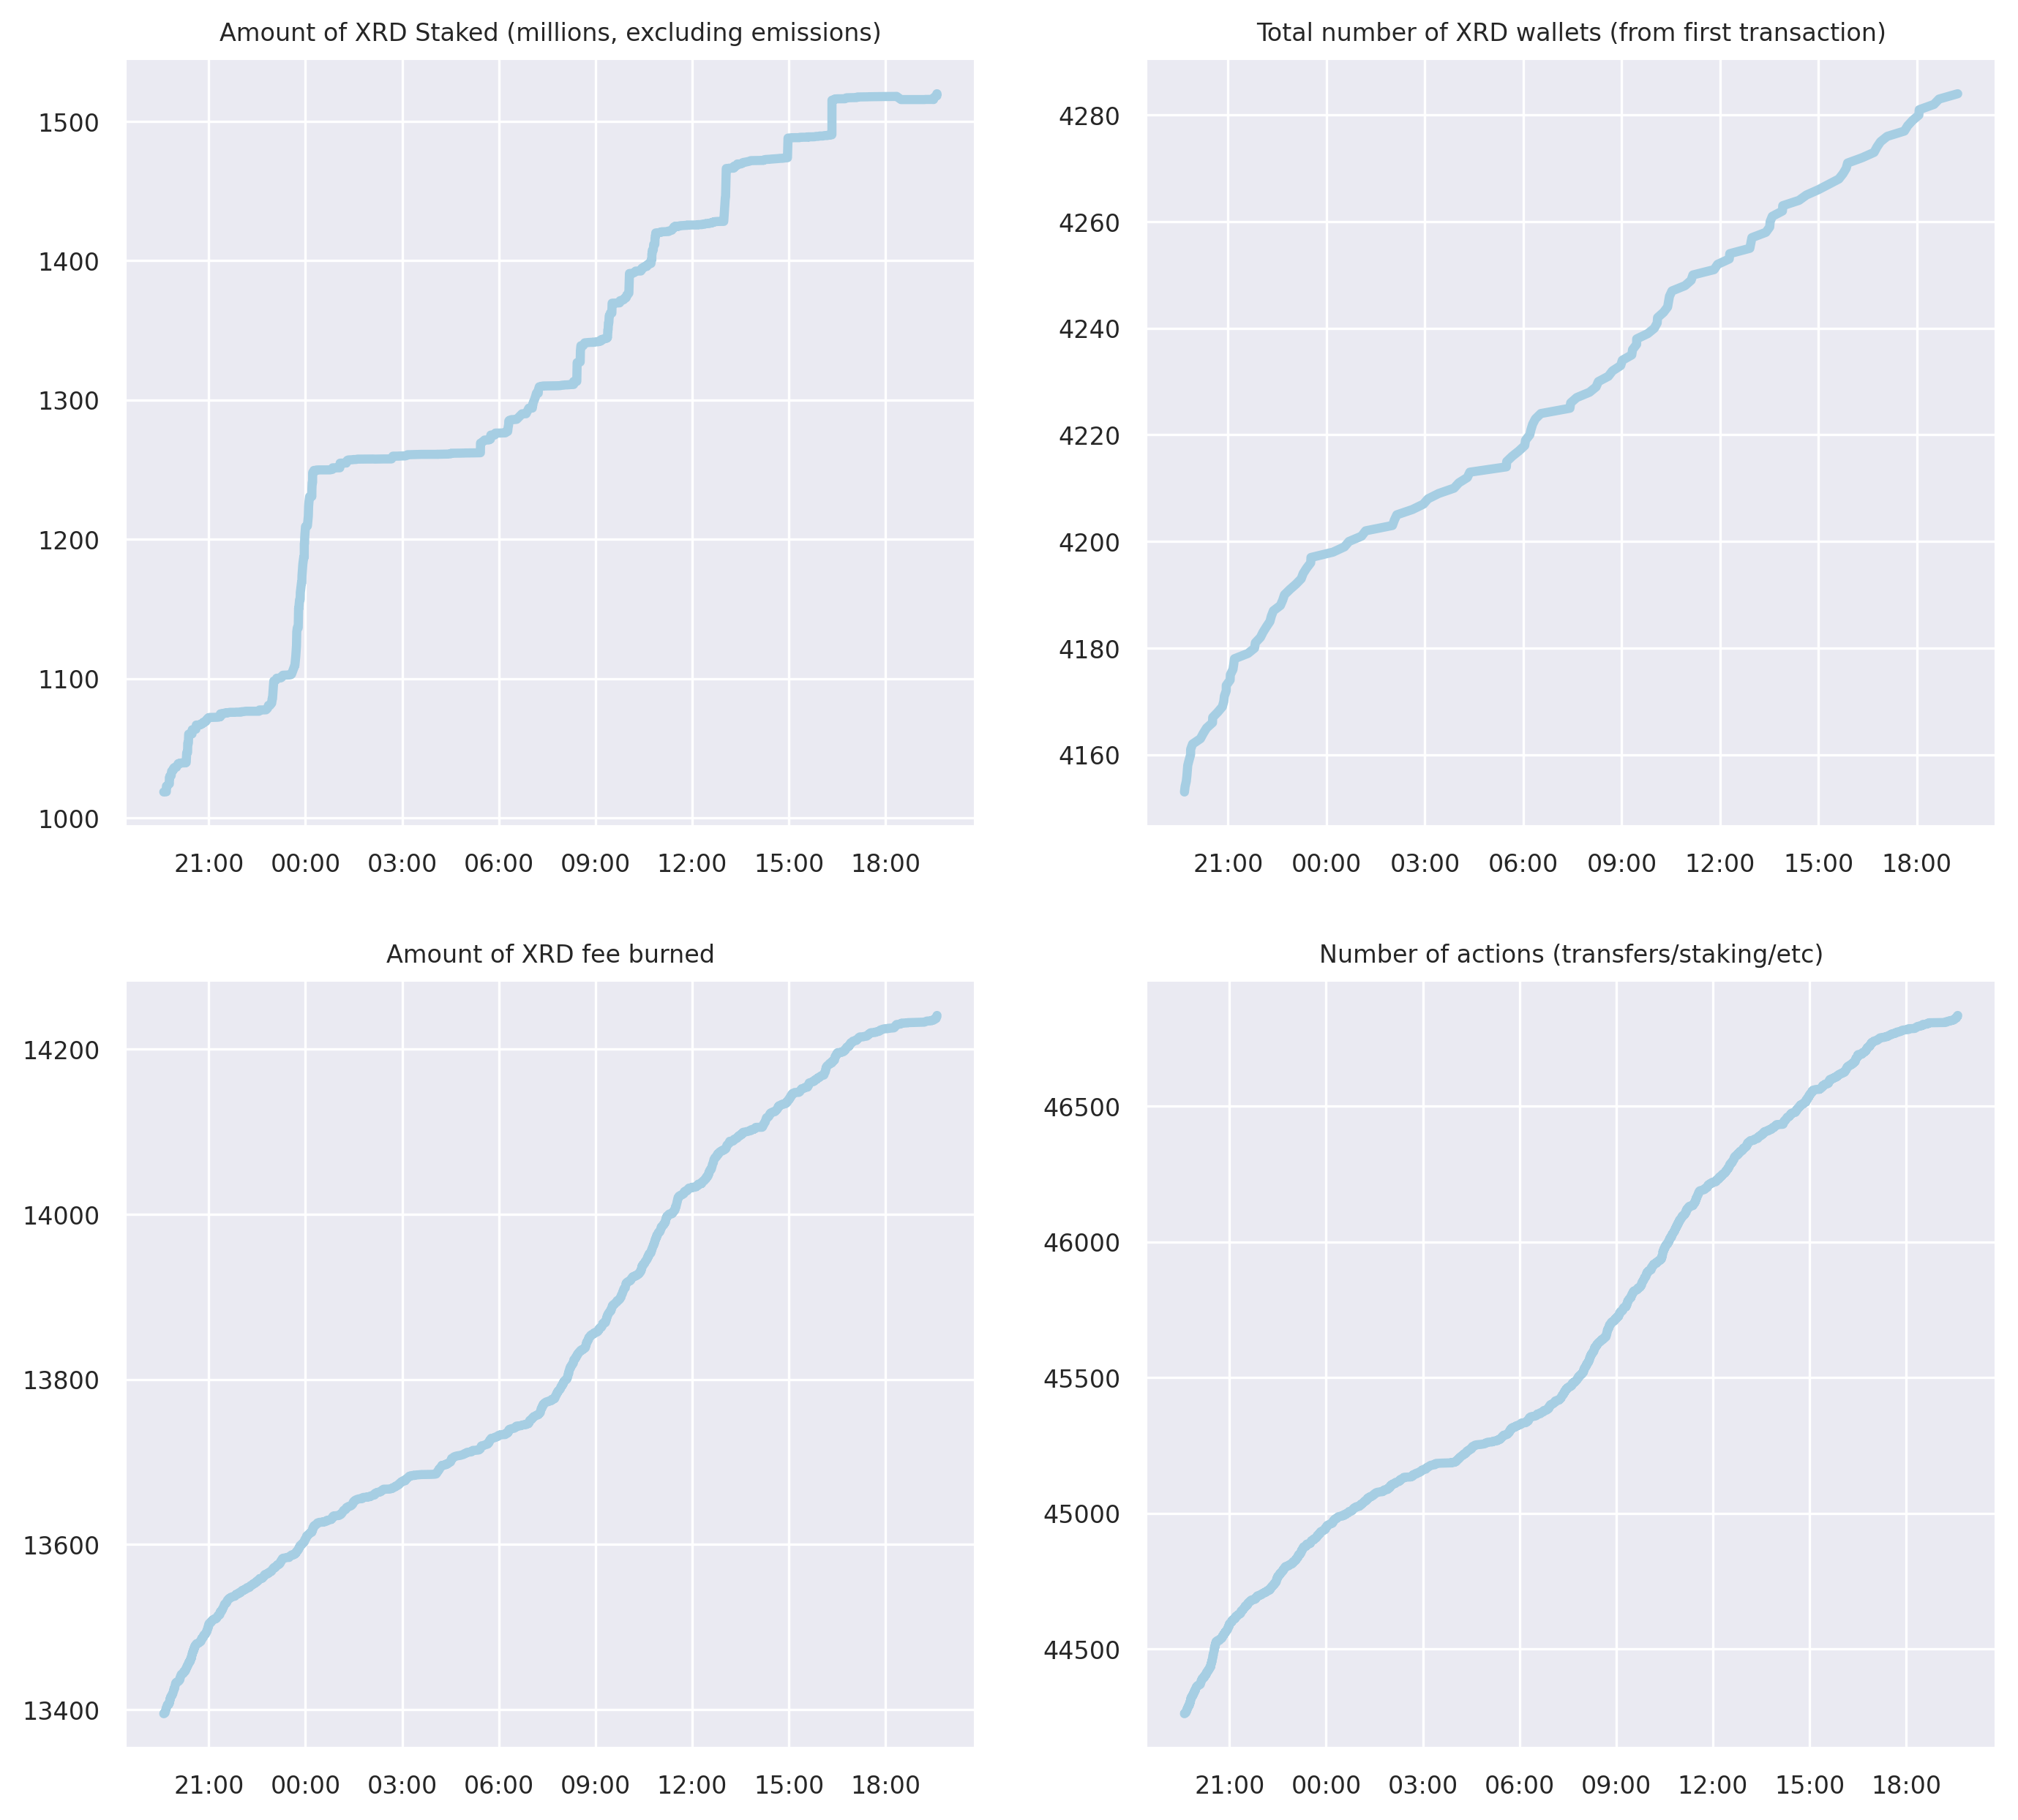 Amount of XRD Staked (millions, excluding emissions)
1500
1400
1300
1200
1100
1000
21:00 00:00 03:00 06:00 09:00 12:00 15:00 18:00
Total number of XRD wallets (from first transaction)
4280
4260
4240
4220
4200
4180
4160
21:00 00:00 03:00 06:00 09:00 12:00 15:00 18:00
Amount of XRD fee burned
14200
14000
13800
13600
13400
21:00 00:00 03:00 06:00 09:00 12:00 15:00 18:00
Number of actions (transfers/staking/etc)
46500
46000
45500
45000
44500
21:00 00:00 03:00 06:00 09:00 12:00 15:00 18:00